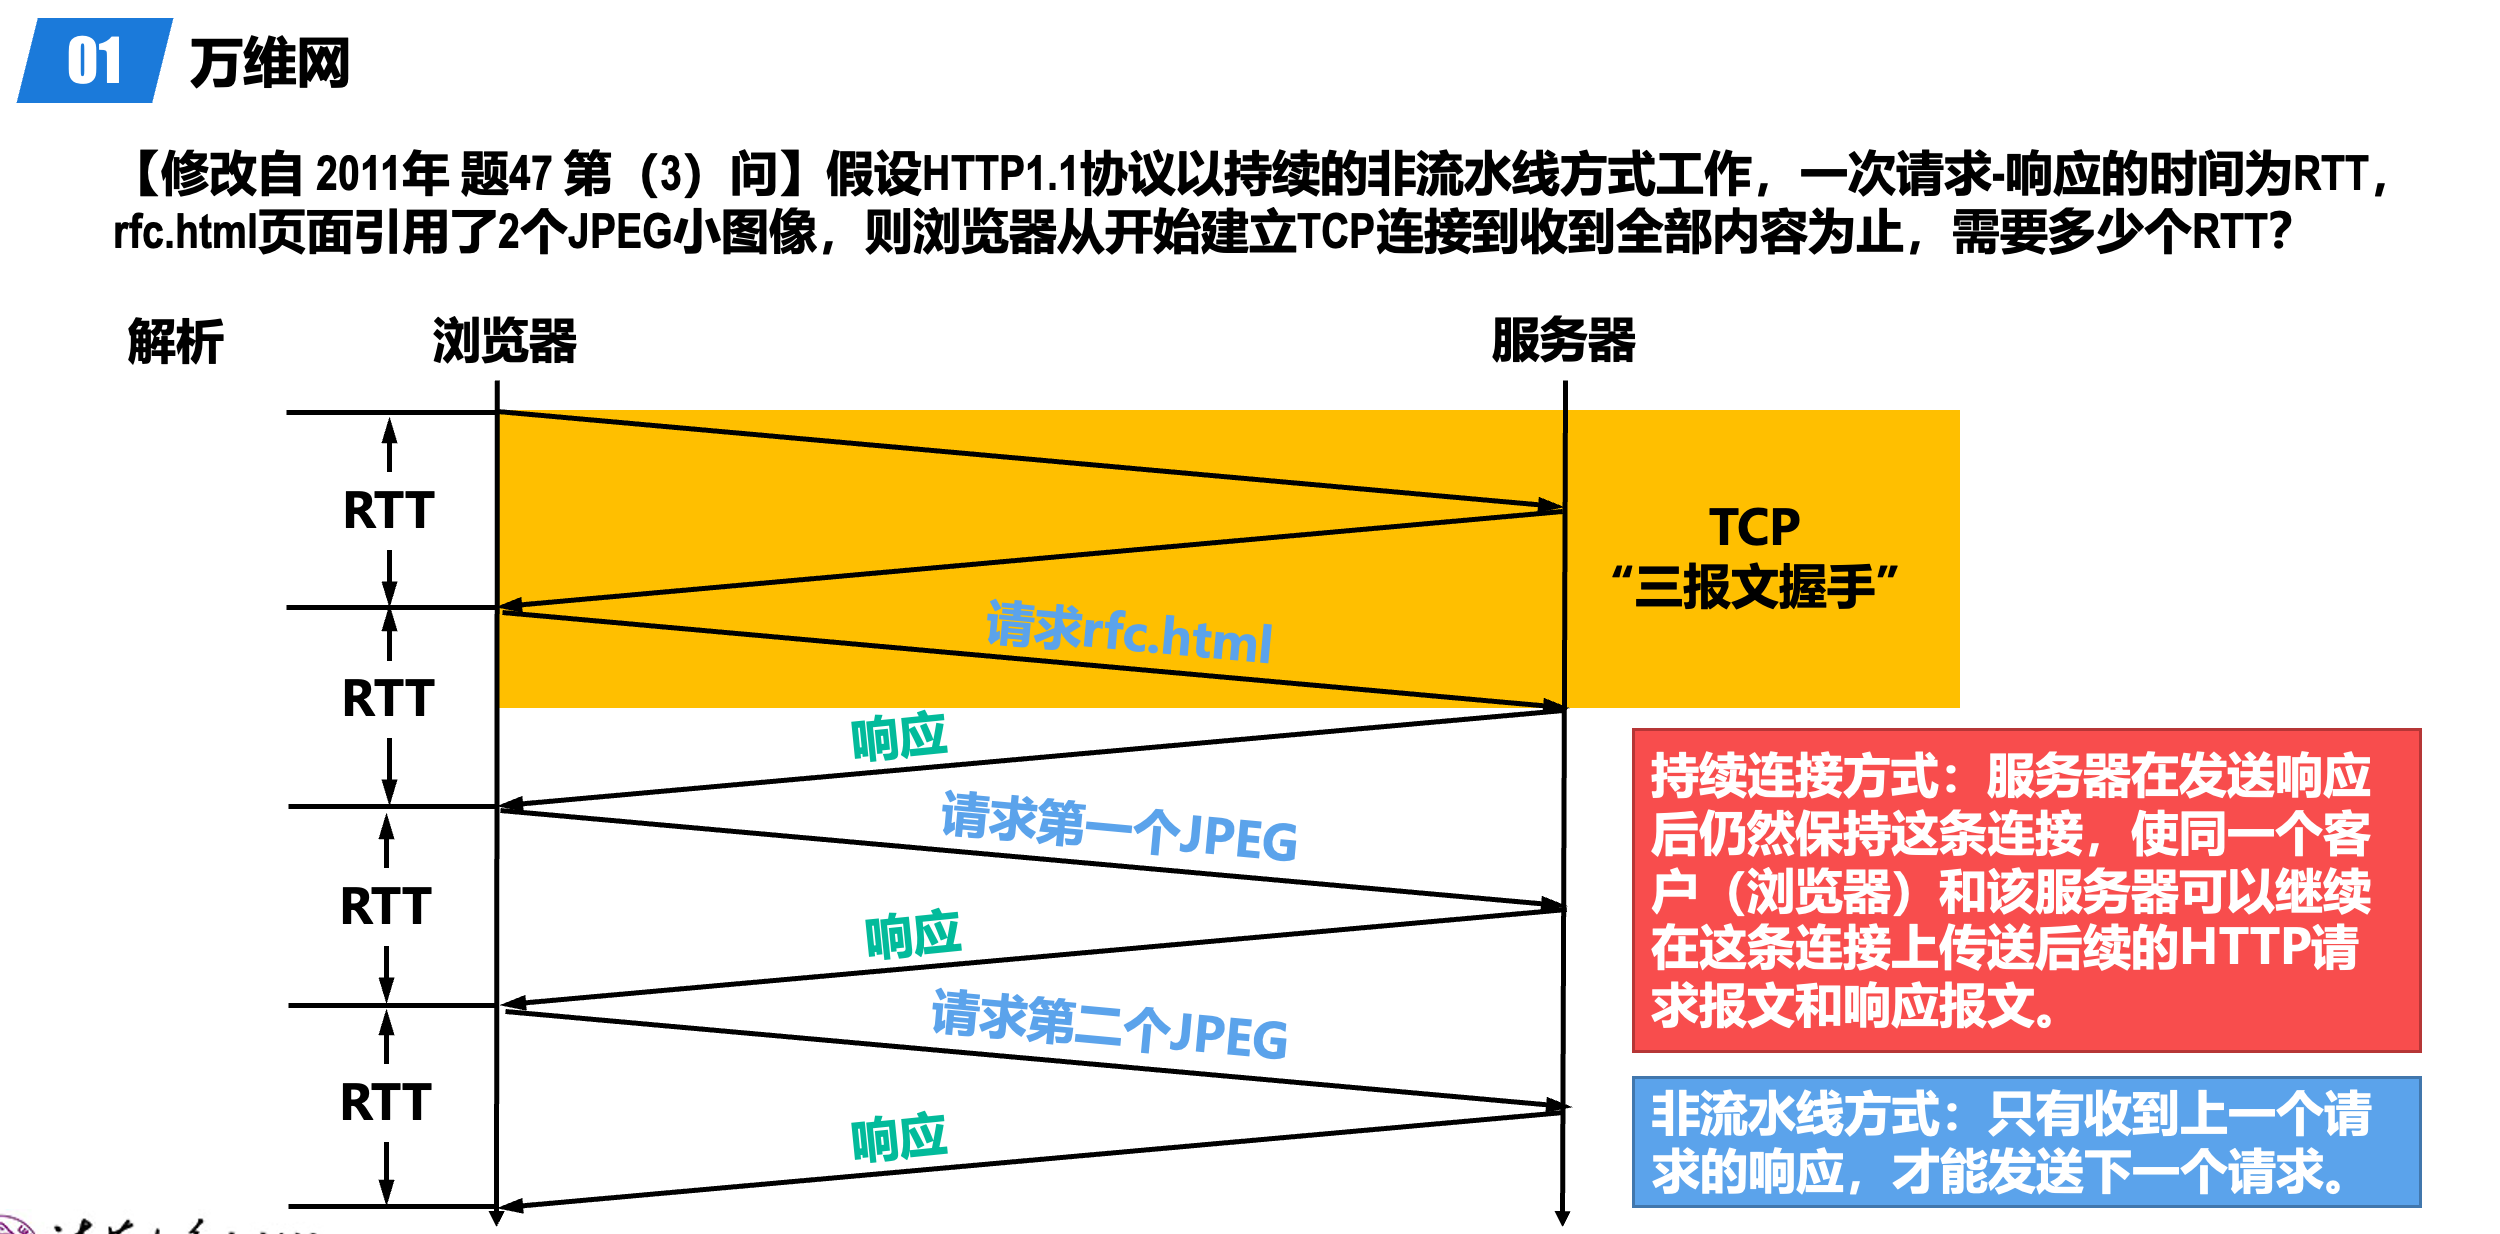 01 万维网
【修改自 2011年 题47 第（3）问】假设HTTP1.1协议以持续的非流水线方式工作，一次请求-响应的时间为RTT，
rfc.html页面引用了2个JPEG小图像，则浏览器从开始建立TCP连接到收到全部内容为止，需要多少个RTT？
解析 浏览器 服务器
RTT
TCP
“三报文握手”
请求rfc.html
RTT
响应
请求第一个JPEG
RTT
响应
请求第二个JPEG
RTT
响应
持续连接方式：服务器在发送响应
后仍然保持这条连接，使同一个客
户（浏览器）和该服务器可以继续
在这条连接上传送后续的HTTP请
求报文和响应报文。
非流水线方式：只有收到上一个请
求的响应，才能发送下一个请求。